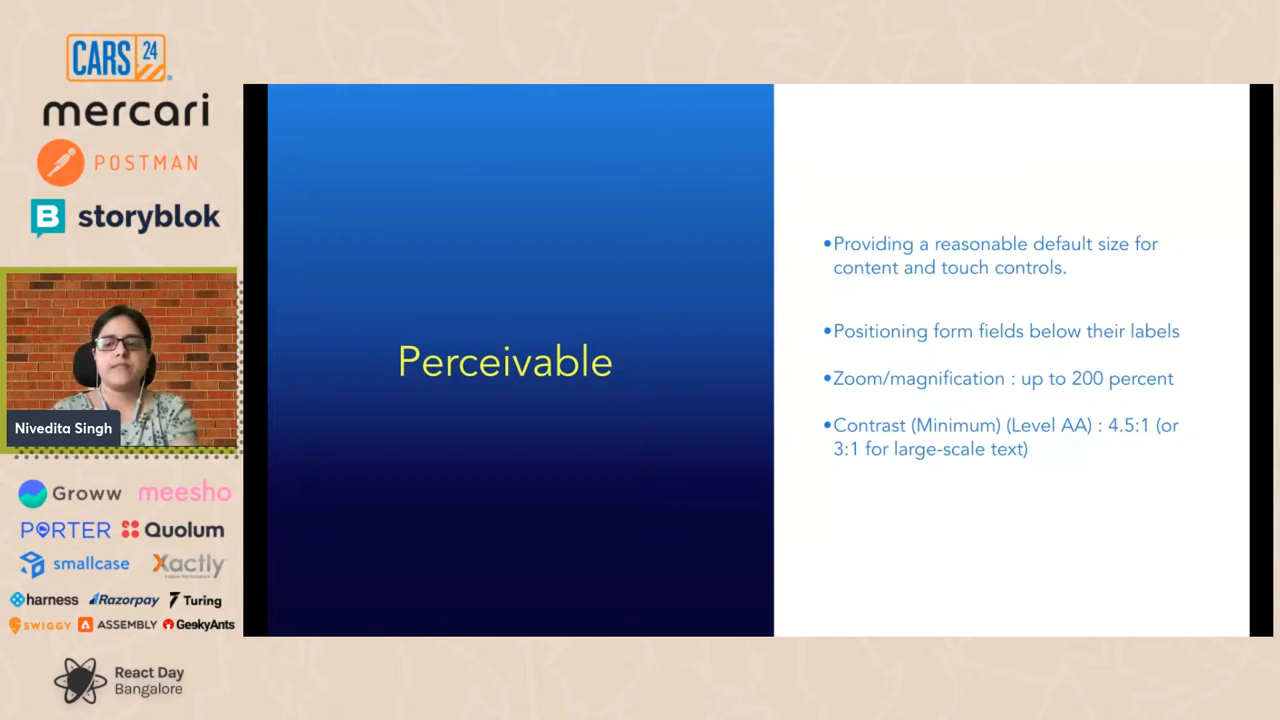 CARS 24
mercari
POSTMAN
storyblok
Nivedita Singh
Groww
meesho
PORTER
Quolum
smallcase
Xactly
harness
Razorpay
Turing
SWIGGY
ASSEMBLY
GeekyAnts
React Day
Bangalore
Perceivable
•Providing a reasonable default size for
content and touch controls.
•Positioning form fields below their labels
•Zoom/magnification : up to 200 percent
•Contrast (Minimum) (Level AA) : 4.5:1 (or
3:1 for large-scale text)